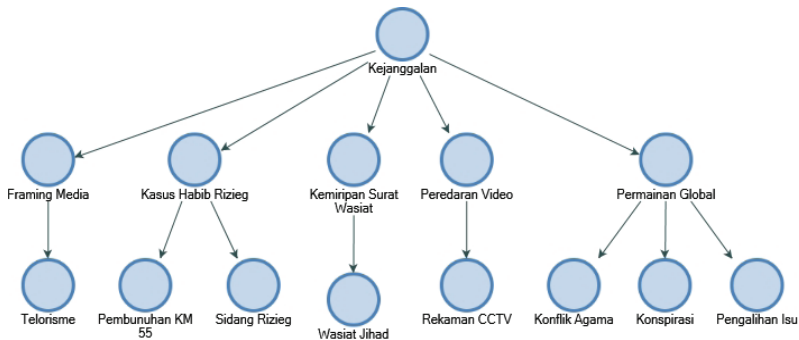 Kejanggalan
Framing Media
Kasus Habib Rizieg
Kemiripan Surat
Wasiat
Peredaran Video
Permainan Global
Telorisme
Pembunuhan KM
55
Sidang Rizieg
Wasiat Jihad
Rekaman CCTV
Konflik Agama
Konspirasi
Pengalihan Isu